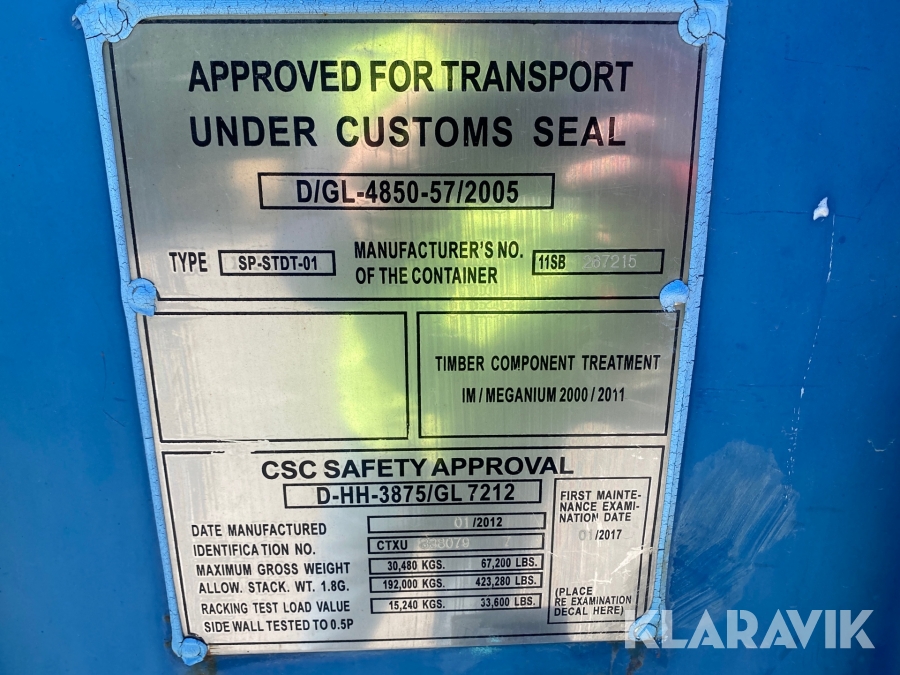 APPROVED FOR TRANSPORT
UNDER CUSTOMS SEAL
D/GL-4850-57/2005
TYPE SP-STDT-01 MANUFACTURER'S NO. OF THE CONTAINER 11SB 267215
TIMBER COMPONENT TREATMENT
IM / MEGANIUM 2000 / 2011
CSC SAFETY APPROVAL
D-HH-3875/GL 7212
DATE MANUFACTURED 01/2012
IDENTIFICATION NO. CTXU 7
MAXIMUM GROSS WEIGHT 30,480 KGS. 67,200 LBS.
ALLOW. STACK. WT. 1.8G. 192,000 KGS. 423,280 LBS.
RACKING TEST LOAD VALUE 15,240 KGS. 33,600 LBS.
SIDE WALL TESTED TO 0.5P
FIRST MAINTE-
NANCE EXAMI-
NATION DATE
01/2017
(PLACE
RE EXAMINATION
DECAL HERE)
KLARAVIK